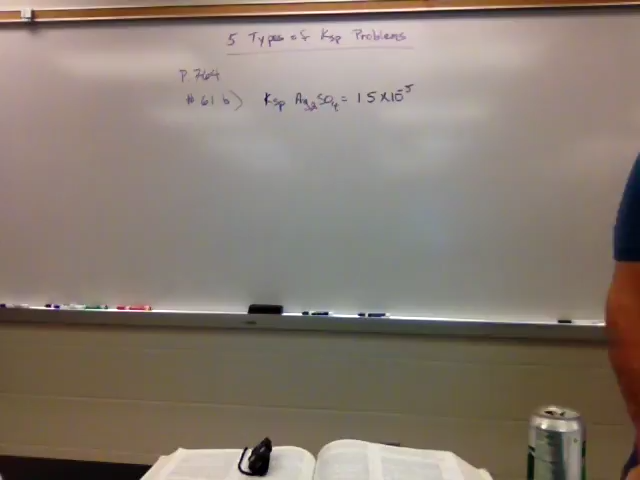 5 Types of Ksp Problems
P 764
# 61 b) Ksp Ag2SO4 = 1.5 x 10^-5